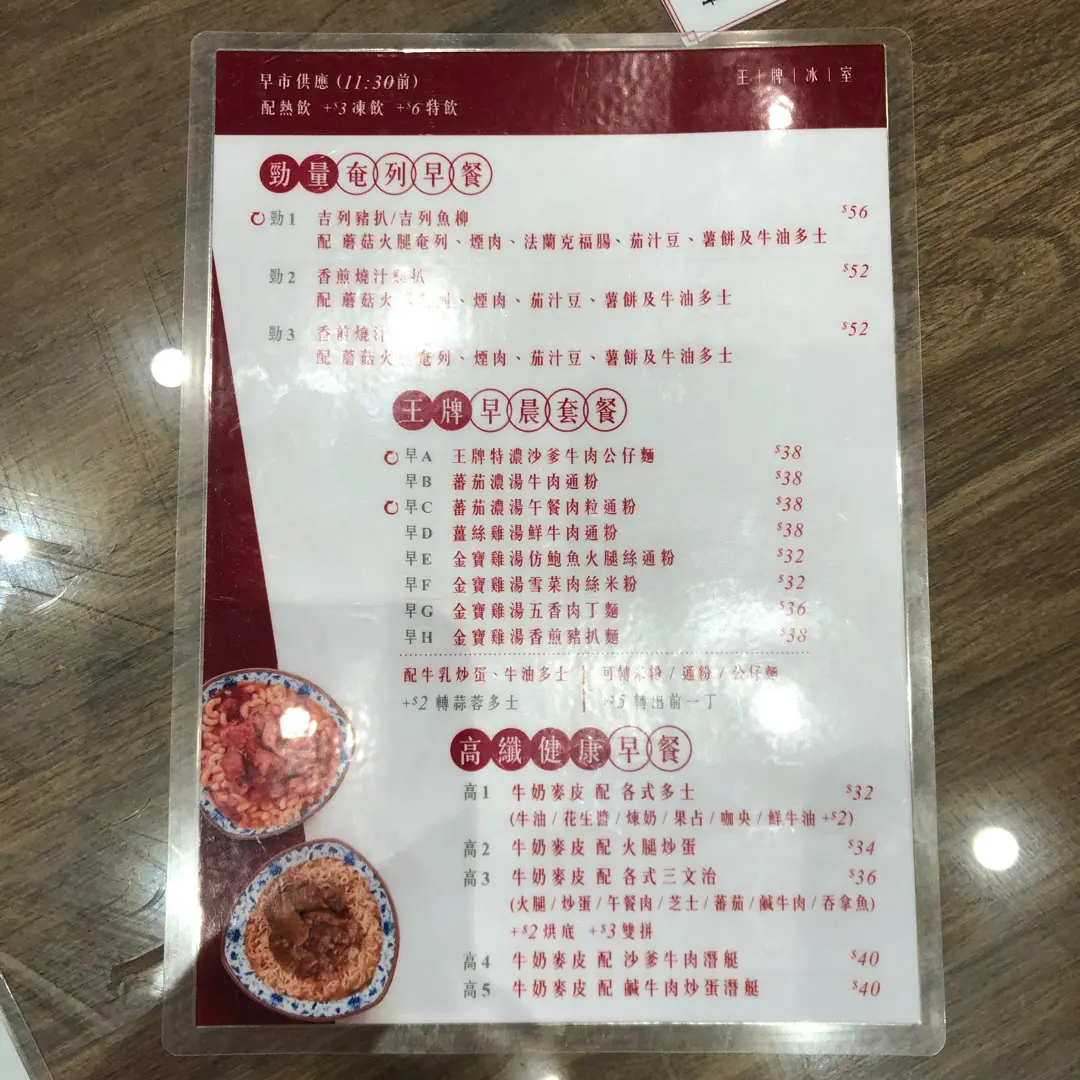 早市供應 (11:30前)
配熱飲 +$3凍飲 +$6特飲
王|牌|冰|室
勁量奄列早餐
勁1 吉列豬扒/吉列魚柳 $56
配 蘑菇火腿奄列、煙肉、法蘭克福腸、茄汁豆、薯餅及牛油多士
勁2 香煎燒汁 扒 $52
配 蘑菇火 列、煙肉、茄汁豆、薯餅及牛油多士
勁3 香煎燒汁 $52
配 蘑菇火 奄列、煙肉、茄汁豆、薯餅及牛油多士
王牌早晨套餐
早A 王牌特濃沙爹牛肉公仔麵 $38
早B 蕃茄濃湯牛肉通粉 $38
早C 蕃茄濃湯午餐肉粒通粉 $38
早D 薑絲雞湯鮮牛肉通粉 $38
早E 金寶雞湯仿鮑魚火腿絲通粉 $32
早F 金寶雞湯雪菜肉絲米粉 $32
早G 金寶雞湯五香肉丁麵 $36
早H 金寶雞湯香煎豬扒麵 $38
配牛乳炒蛋、牛油多士 | 可轉米粉 / 通粉 / 公仔麵
+$2 轉蒜蓉多士 | +$5 轉出前一丁
高纖健康早餐
高1 牛奶麥皮 配 各式多士 $32
(牛油 / 花生醬 / 煉奶 / 果占 / 咖央 / 鮮牛油 +$2)
高2 牛奶麥皮 配 火腿炒蛋 $34
高3 牛奶麥皮 配 各式三文治 $36
(火腿 / 炒蛋 / 午餐肉 / 芝士 / 蕃茄 / 鹹牛肉 / 吞拿魚)
+$2 烘底 +$3 雙拼
高4 牛奶麥皮 配 沙爹牛肉潛艇 $40
高5 牛奶麥皮 配 鹹牛肉炒蛋潛艇 $40